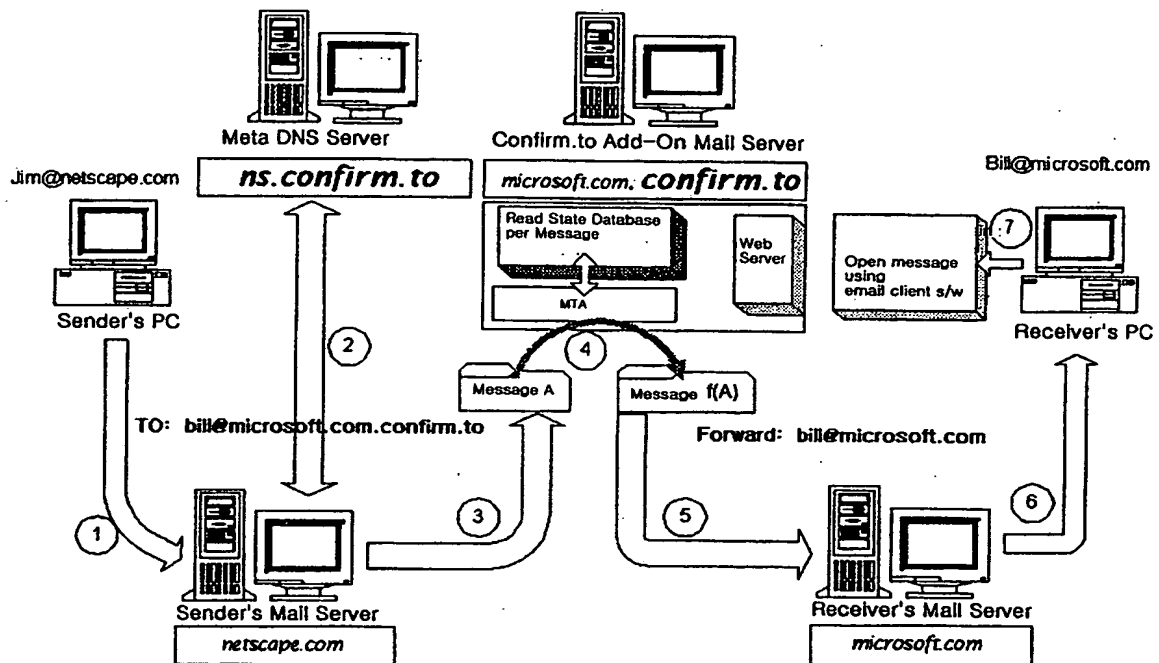 Meta DNS Server
Confirm.to Add-On Mail Server
Jim@netscape.com
ns.confirm.to
microsoft.com. confirm.to
Bill@microsoft.com
Read State Database
per Message
Web
Server
MTA
Open message
using
email client s/w
7
Sender's PC
Receiver's PC
2
4
Message A
Message f(A)
TO: bill@microsoft.com.confirm.to
Forward: bill@microsoft.com
1
3
5
6
Sender's Mail Server
Receiver's Mail Server
netscape.com
microsoft.com